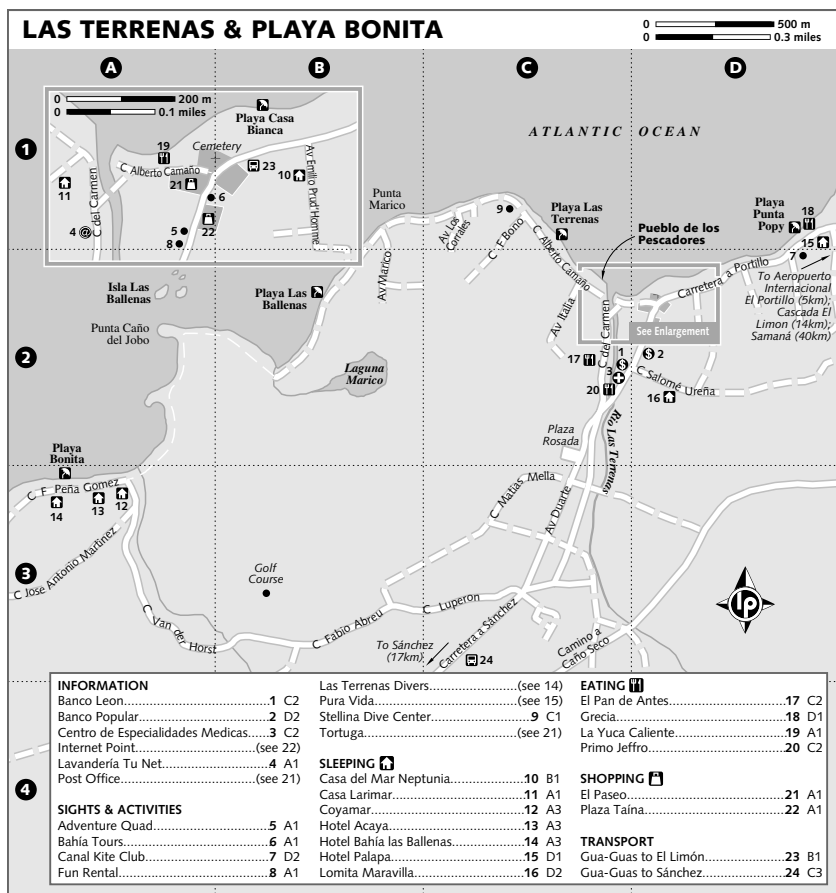 LAS TERRENAS & PLAYA BONITA
0 500 m
0 0.3 miles
A
B
C
D
0 200 m
0 0.1 miles
Playa Casa
Bianca
1
ATLANTIC OCEAN
19
Cemetery
C Alberto Camaño
23
Av Emilio Prud'Homme
10
21
11
C del Carmen
6
22
4
5
8
Punta
Marico
9
Playa Las
Terrenas
Playa
Punta
Popy
18
Pueblo de los
Pescadores
15
7
Av Los
Corrales
C F Bono
C Alberto Camaño
Carretera a Portillo
To Aeropuerto
Internacional
El Portillo (5km);
Cascada El
Limon (14km);
Samaná (40km)
Isla Las
Ballenas
Playa Las
Ballenas
Av Marico
Av Italia
C del Carmen
See Enlargement
Punta Caño
del Jobo
2
Laguna
Marico
17
1
2
3
C Salomé Ureña
20
16
Río Las Terrenas
Plaza
Rosada
Playa
Bonita
C F Peña Gomez
14
13
12
C Matias Mella
Av Duarte
3
C Jose Antonio Martinez
Golf
Course
lp
C Van der Horst
C Fabio Abreu
C Luperon
To Sánchez
(17km)
Carretera a Sánchez
24
Camino a
Caño Seco
4
INFORMATION
Banco Leon 1 C2
Banco Popular 2 D2
Centro de Especialidades Medicas 3 C2
Internet Point (see 22)
Lavandería Tu Net 4 A1
Post Office (see 21)
SIGHTS & ACTIVITIES
Adventure Quad 5 A1
Bahía Tours 6 A1
Canal Kite Club 7 D2
Fun Rental 8 A1
Las Terrenas Divers (see 14)
Pura Vida (see 15)
Stellina Dive Center 9 C1
Tortuga (see 21)
SLEEPING
Casa del Mar Neptunia 10 B1
Casa Larimar 11 A1
Coyamar 12 A3
Hotel Acaya 13 A3
Hotel Bahía las Ballenas 14 A3
Hotel Palapa 15 D1
Lomita Maravilla 16 D2
EATING
El Pan de Antes 17 C2
Grecia 18 D1
La Yuca Caliente 19 A1
Primo Jeffro 20 C2
SHOPPING
El Paseo 21 A1
Plaza Taína 22 A1
TRANSPORT
Gua-Guas to El Limón 23 B1
Gua-Guas to Sánchez 24 C3